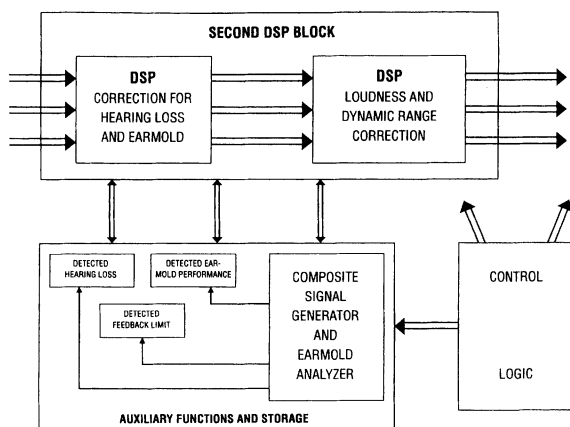 SECOND DSP BLOCK
DSP
CORRECTION FOR
HEARING LOSS
AND EARMOLD
DSP
LOUDNESS AND
DYNAMIC RANGE
CORRECTION
DETECTED
HEARING LOSS
DETECTED EAR-
MOLD PERFORMANCE
DETECTED
FEEDBACK LIMIT
COMPOSITE
SIGNAL
GENERATOR
AND
EARMOLD
ANALYZER
AUXILIARY FUNCTIONS AND STORAGE
CONTROL
LOGIC